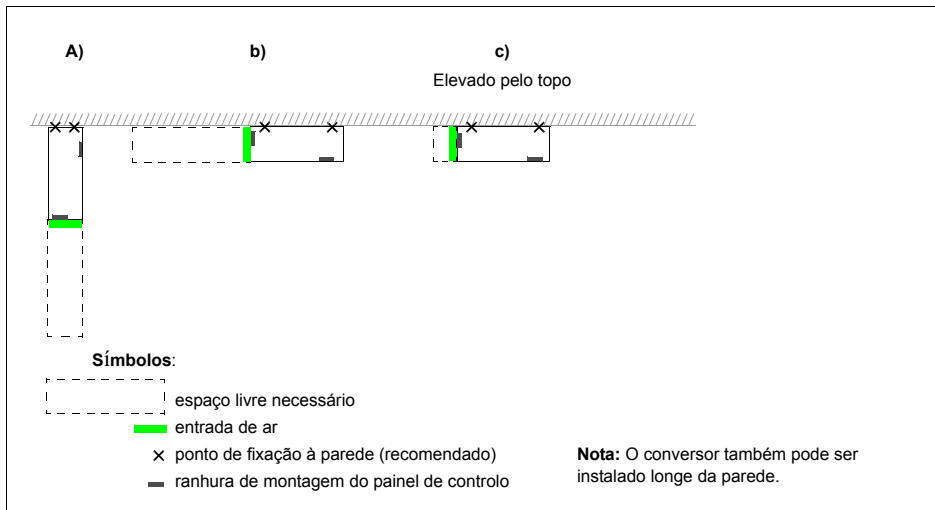 A)
b)
c)
Elevado pelo topo
Símbolos:
espaço livre necessário
entrada de ar
ponto de fixação à parede (recomendado)
ranhura de montagem do painel de controlo
Nota: O conversor também pode ser
instalado longe da parede.